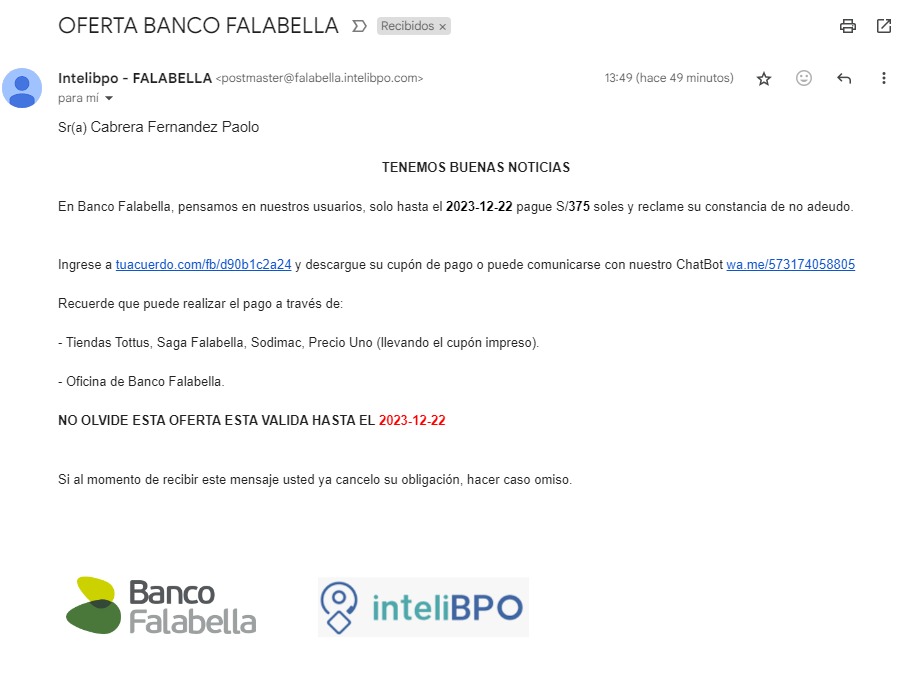 OFERTA BANCO FALABELLA Recibidos ×
Intelibpo - FALABELLA <postmaster@falabella.intelibpo.com> 13:49 (hace 49 minutos)
para mí
Sr(a) Cabrera Fernandez Paolo
TENEMOS BUENAS NOTICIAS
En Banco Falabella, pensamos en nuestros usuarios, solo hasta el 2023-12-22 pague S/375 soles y reclame su constancia de no adeudo.
Ingrese a tuacuerdo.com/fb/d90b1c2a24 y descargue su cupón de pago o puede comunicarse con nuestro ChatBot wa.me/573174058805
Recuerde que puede realizar el pago a través de:
- Tiendas Tottus, Saga Falabella, Sodimac, Precio Uno (llevando el cupón impreso).
- Oficina de Banco Falabella.
NO OLVIDE ESTA OFERTA ESTA VALIDA HASTA EL 2023-12-22
Si al momento de recibir este mensaje usted ya cancelo su obligación, hacer caso omiso.
Banco
Falabella
inteliBPO